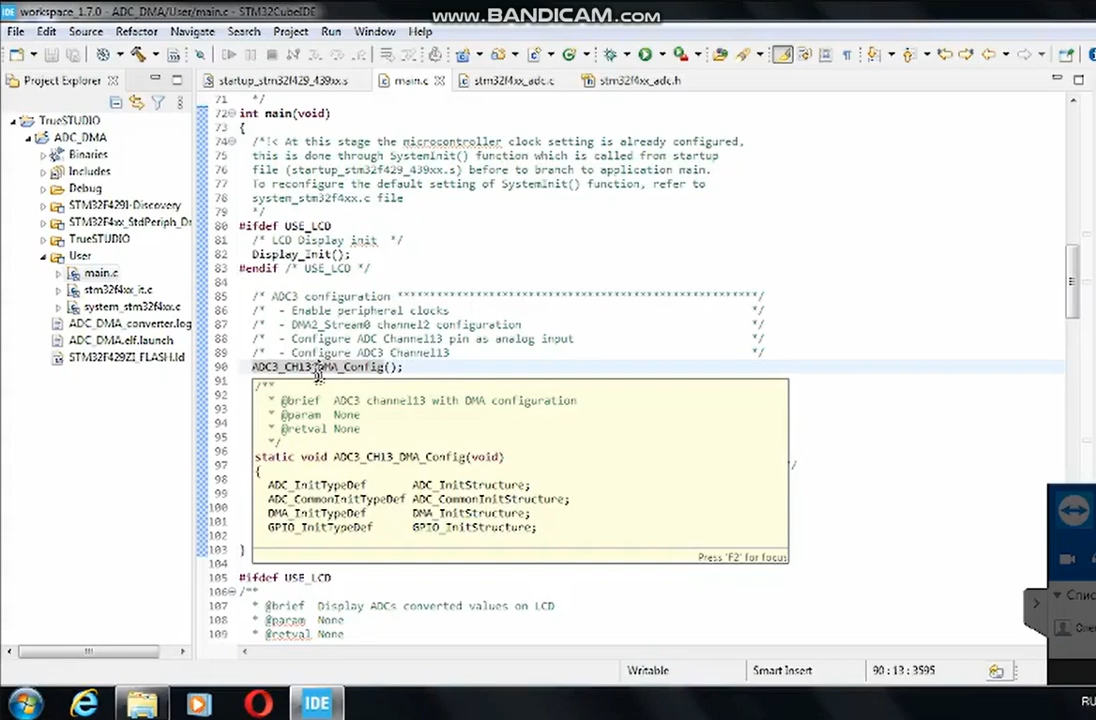 www.BANDICAM.com
workspace_1.7.0 - ADC_DMA/User/main.c - STM32CubeIDE
File Edit Source Refactor Navigate Search Project Run Window Help
Project Explorer
startup_stm32f429_439xx.s main.c stm32f4xx_adc.c stm32f4xx_adc.h
TrueSTUDIO
ADC_DMA
Binaries
Includes
Debug
STM32F429I-Discovery
STM32F4xx_StdPeriph_Dr
TrueSTUDIO
User
main.c
stm32f4xx_it.c
system_stm32f4xx.c
ADC_DMA_converter.log
ADC_DMA.elf.launch
STM32F429ZI_FLASH.ld
71 */
72 int main(void)
73 {
74 /*!< At this stage the microcontroller clock setting is already configured,
75 this is done through SystemInit() function which is called from startup
76 file (startup_stm32f429_439xx.s) before to branch to application main.
77 To reconfigure the default setting of SystemInit() function, refer to
78 system_stm32f4xx.c file
79 */
80 #ifdef USE_LCD
81 /* LCD Display init */
82 Display_Init();
83 #endif /* USE_LCD */
84
85 /* ADC3 configuration *******************************************************/
86 /* - Enable peripheral clocks */
87 /* - DMA2_Stream0 channel2 configuration */
88 /* - Configure ADC Channel13 pin as analog input */
89 /* - Configure ADC3 Channel13 */
90 ADC3_CH13_DMA_Config();
91
92
93
94
95
96
97 */
98
99
100
101
102
103 }
/**
* @brief ADC3 channel13 with DMA configuration
* @param None
* @retval None
*/
static void ADC3_CH13_DMA_Config(void)
{
ADC_InitTypeDef ADC_InitStructure;
ADC_CommonInitTypeDef ADC_CommonInitStructure;
DMA_InitTypeDef DMA_InitStructure;
GPIO_InitTypeDef GPIO_InitStructure;
Press 'F2' for focus
104
105 #ifdef USE_LCD
106 /**
107 * @brief Display ADCs converted values on LCD
108 * @param None
109 * @retval None
Writable Smart Insert 90 : 13 : 3595
Спис
IDE
RU